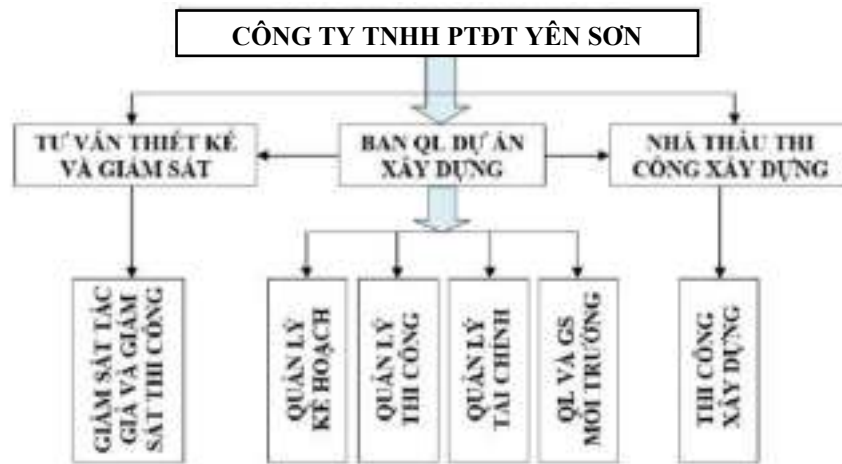 CÔNG TY TNHH PTĐT YÊN SƠN
TƯ VẤN THIẾT KẾ
VÀ GIÁM SÁT
BAN QL DỰ ÁN
XÂY DỰNG
NHÀ THẦU THI
CÔNG XÂY DỰNG
GIÁM SÁT TÁC
GIẢ VÀ GIÁM
SÁT THI CÔNG
QUẢN LÝ
KẾ HOẠCH
QUẢN LÝ
THI CÔNG
QUẢN LÝ
TÀI CHÍNH
QL VÀ GS
MÔI TRƯỜNG
THI CÔNG
XÂY DỰNG